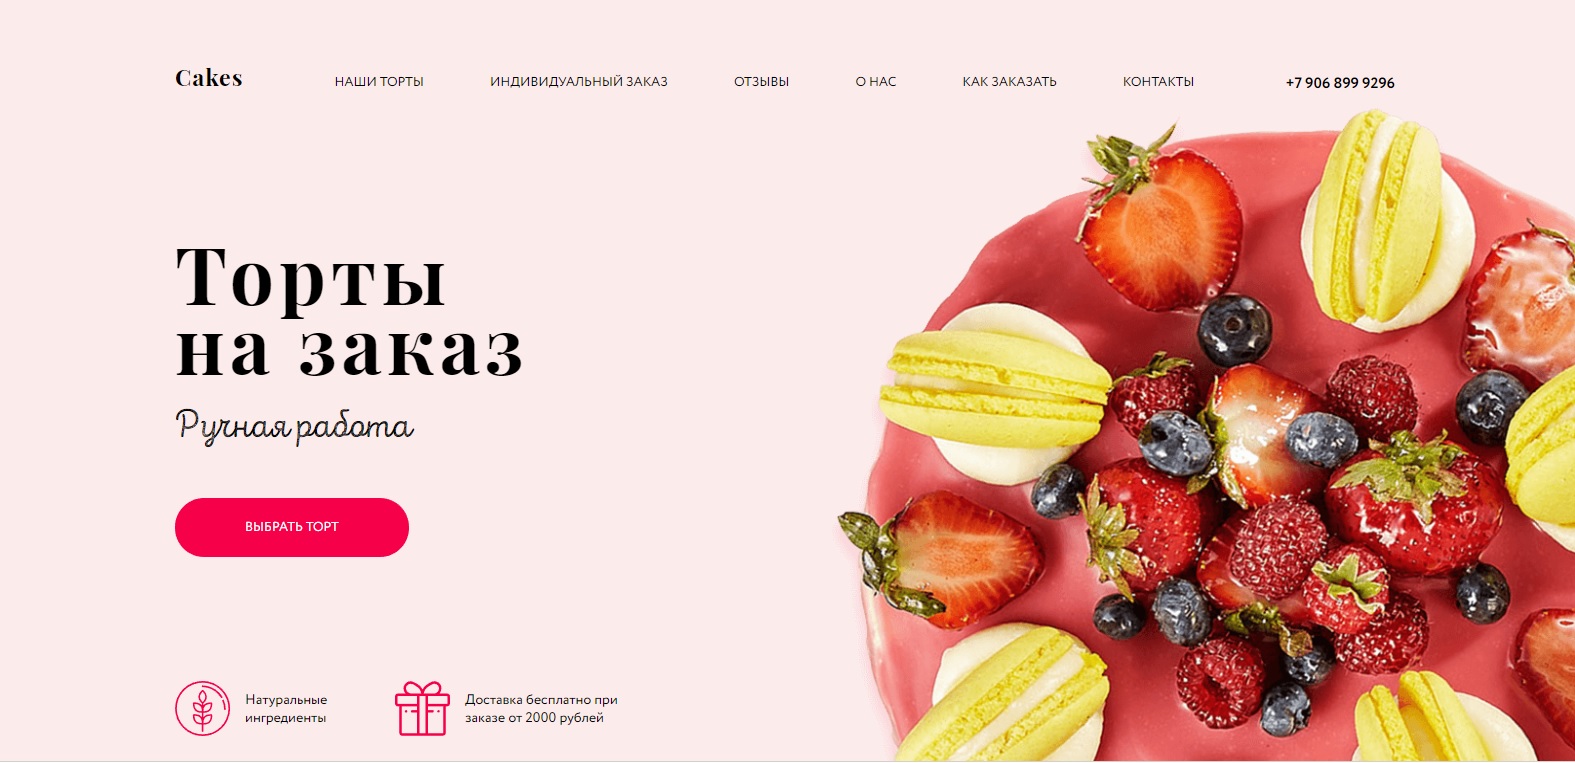 Cakes
НАШИ ТОРТЫ
ИНДИВИДУАЛЬНЫЙ ЗАКАЗ
ОТЗЫВЫ
О НАС
КАК ЗАКАЗАТЬ
КОНТАКТЫ
+7 906 899 9296
Торты
на заказ
Ручная работа
ВЫБРАТЬ ТОРТ
Натуральные
ингредиенты
Доставка бесплатно при
заказе от 2000 рублей